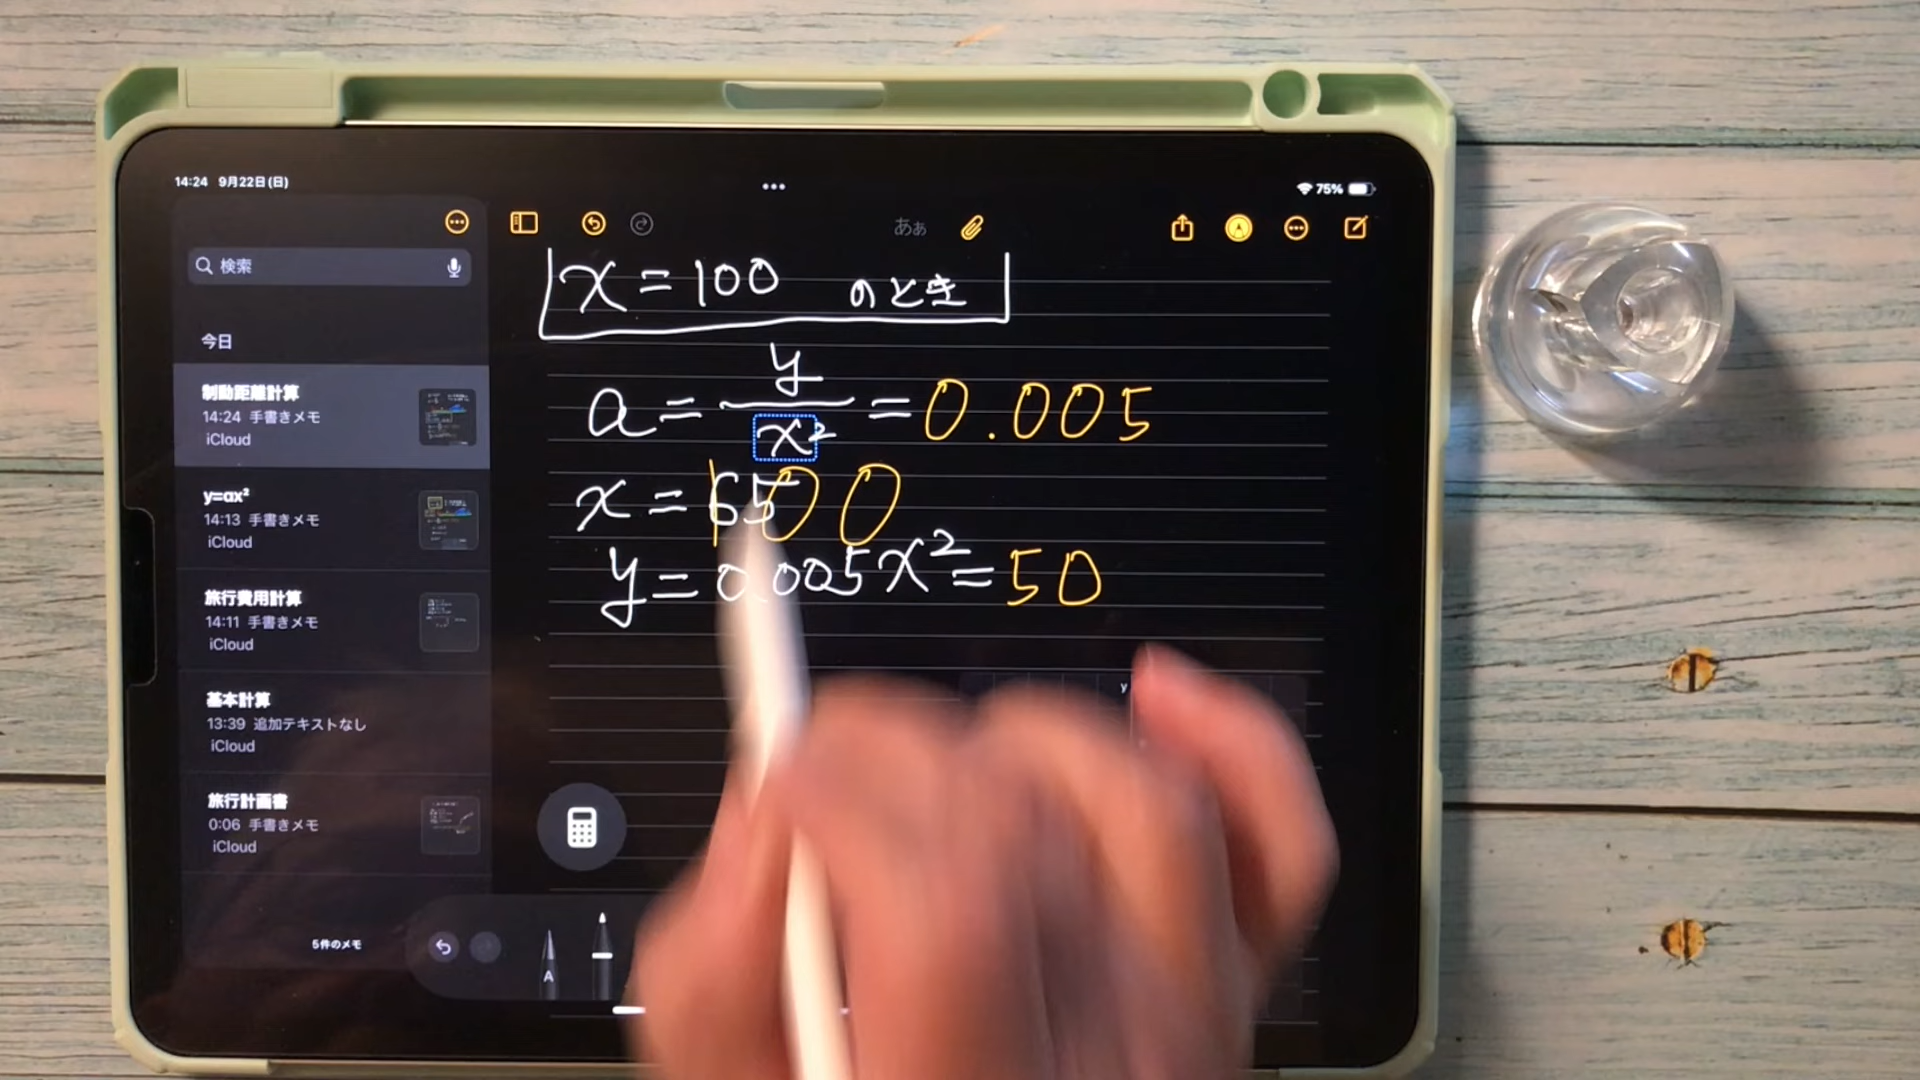 14:24 9月22日(日)
75%
検索
今日
制動距離計算
14:24 手書きメモ
iCloud
y=ax²
14:13 手書きメモ
iCloud
旅行費用計算
14:11 手書きメモ
iCloud
基本計算
13:39 追加テキストなし
iCloud
旅行計画書
0:06 手書きメモ
iCloud
5件のメモ
あぁ
x=100 のとき
a=y/x²=0.005
x=65
100
y=0.005x²=50
y
A